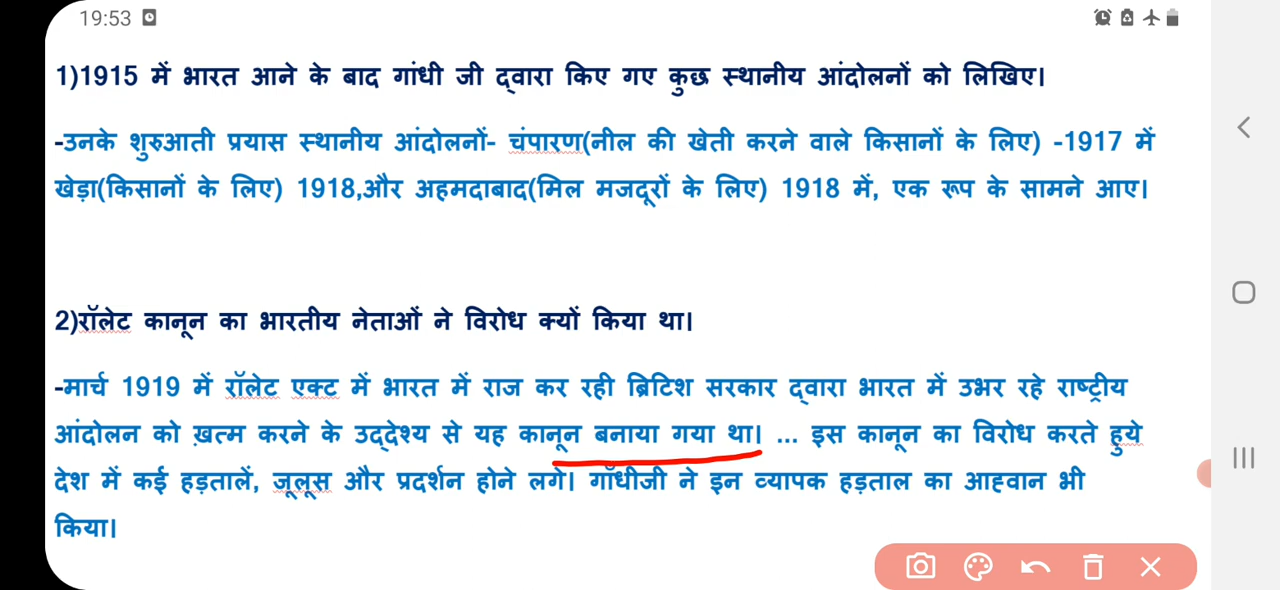 19:53
1)1915 में भारत आने के बाद गांधी जी द्वारा किए गए कुछ स्थानीय आंदोलनों को लिखिए।
-उनके शुरुआती प्रयास स्थानीय आंदोलनों- चंपारण(नील की खेती करने वाले किसानों के लिए) -1917 में
खेड़ा(किसानों के लिए) 1918,और अहमदाबाद(मिल मजदूरों के लिए) 1918 में, एक रूप के सामने आए।
2)रॉलेट कानून का भारतीय नेताओं ने विरोध क्यों किया था।
-मार्च 1919 में रॉलेट एक्ट में भारत में राज कर रही ब्रिटिश सरकार द्वारा भारत में उभर रहे राष्ट्रीय
आंदोलन को ख़त्म करने के उद्देश्य से यह कानून बनाया गया था। ... इस कानून का विरोध करते हुये
देश में कई हड़तालें, जूलूस और प्रदर्शन होने लगे। गाँधीजी ने इन व्यापक हड़ताल का आह्वान भी
किया।